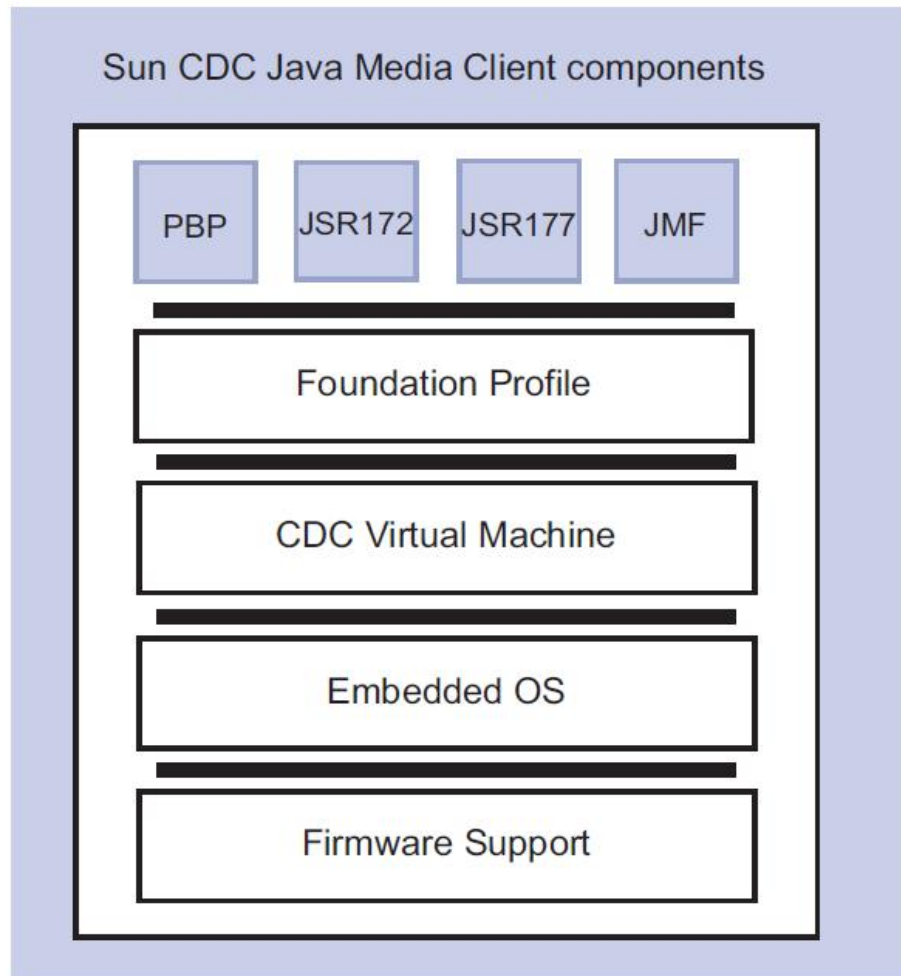 Sun CDC Java Media Client components
PBP JSR172 JSR177 JMF
Foundation Profile
CDC Virtual Machine
Embedded OS
Firmware Support